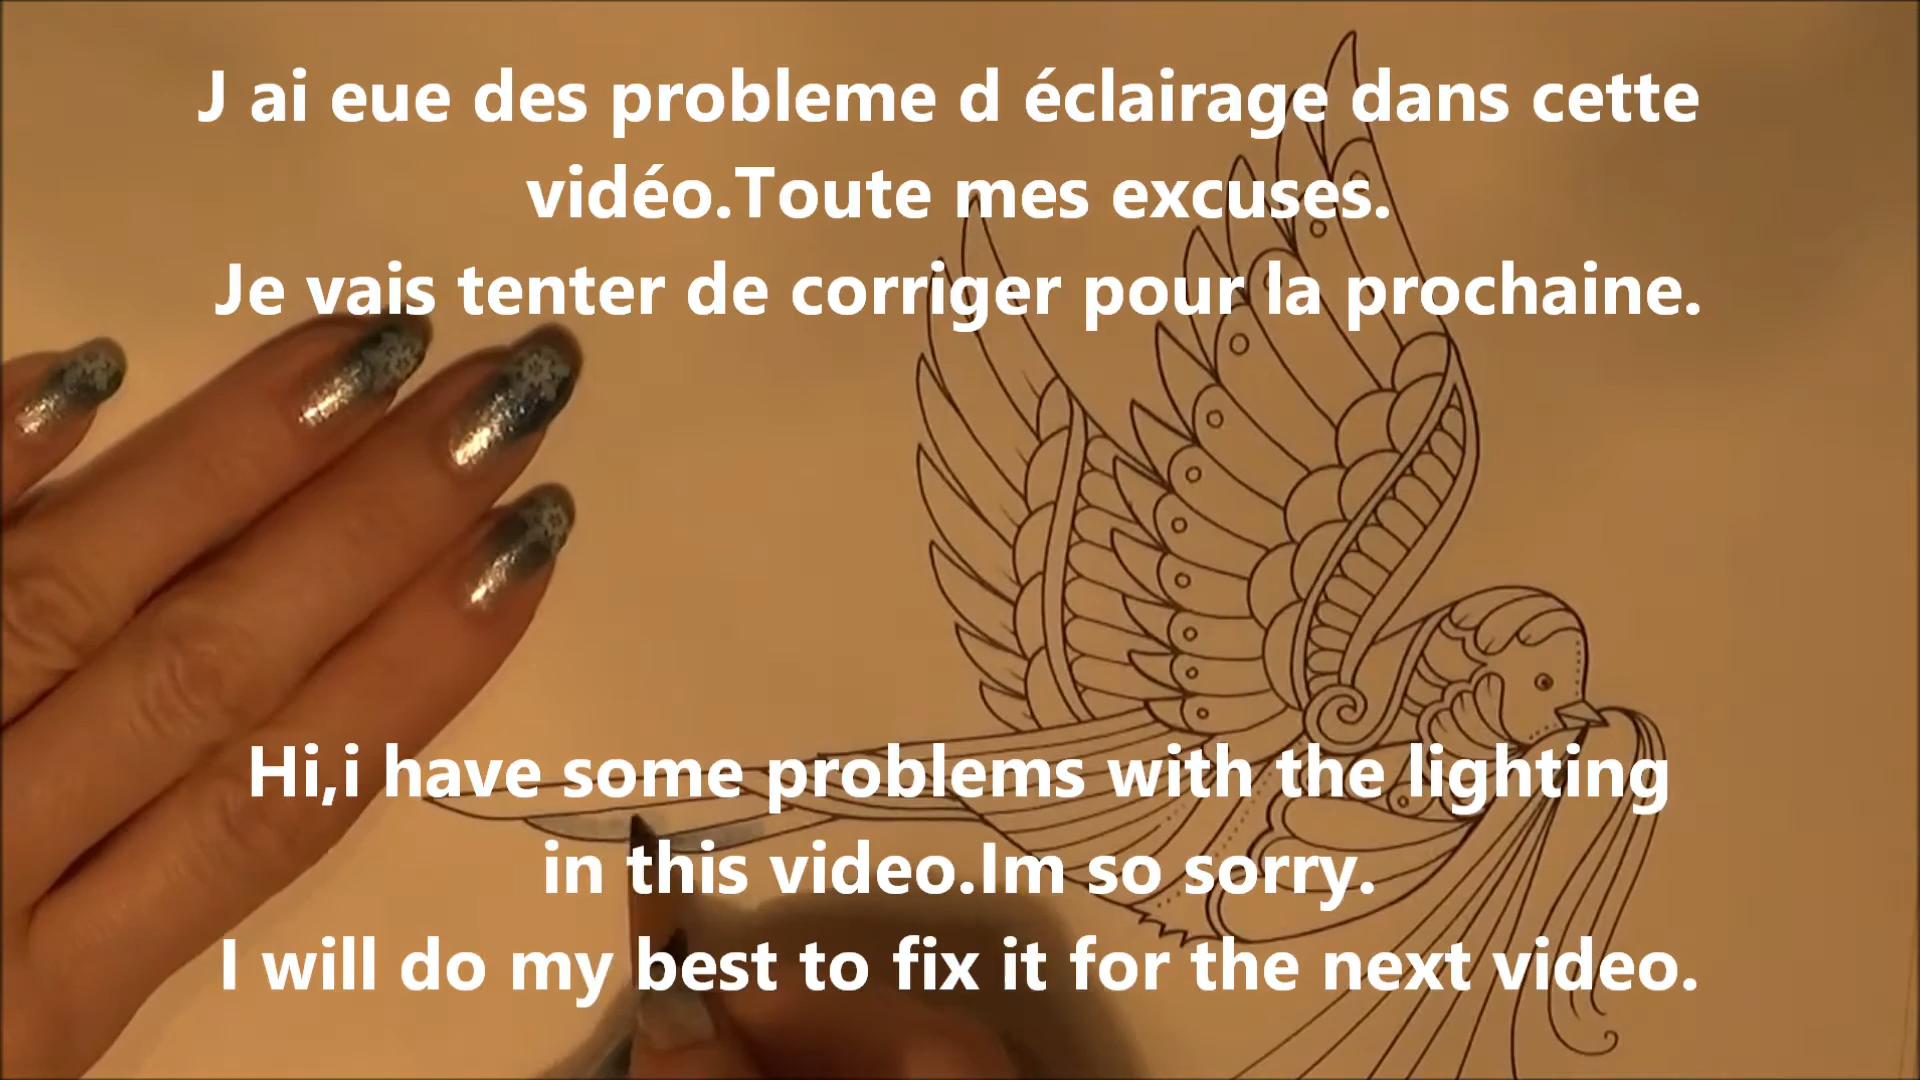 J ai eue des probleme d éclairage dans cette
vidéo.Toute mes excuses.
Je vais tenter de corriger pour la prochaine.
Hi,i have some problems with the lighting
in this video.Im so sorry.
I will do my best to fix it for the next video.